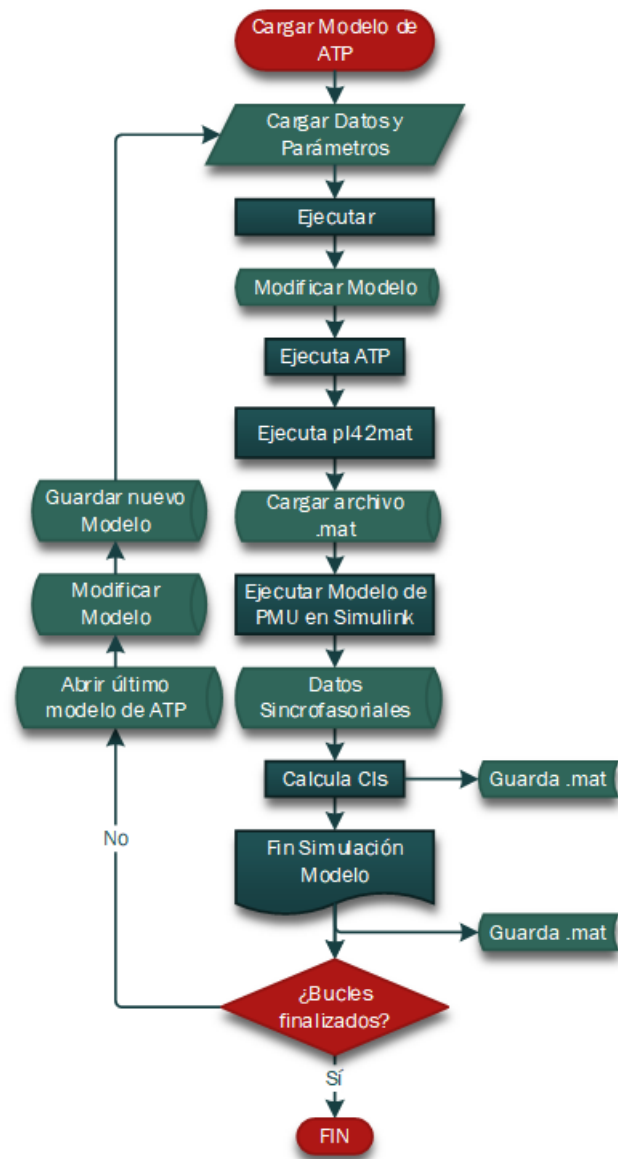 Cargar Modelo de
ATP
Cargar Datos y
Parámetros
Ejecutar
Modificar Modelo
Ejecuta ATP
Ejecuta pl42mat
Cargar archivo
.mat
Ejecutar Modelo de
PMU en Simulink
Datos
Sincrofasoriales
Calcula CIs
Guarda .mat
Fin Simulación
Modelo
Guarda .mat
¿Bucles
finalizados?
No
Abrir último
modelo de ATP
Modificar
Modelo
Guardar nuevo
Modelo
Sí
FIN